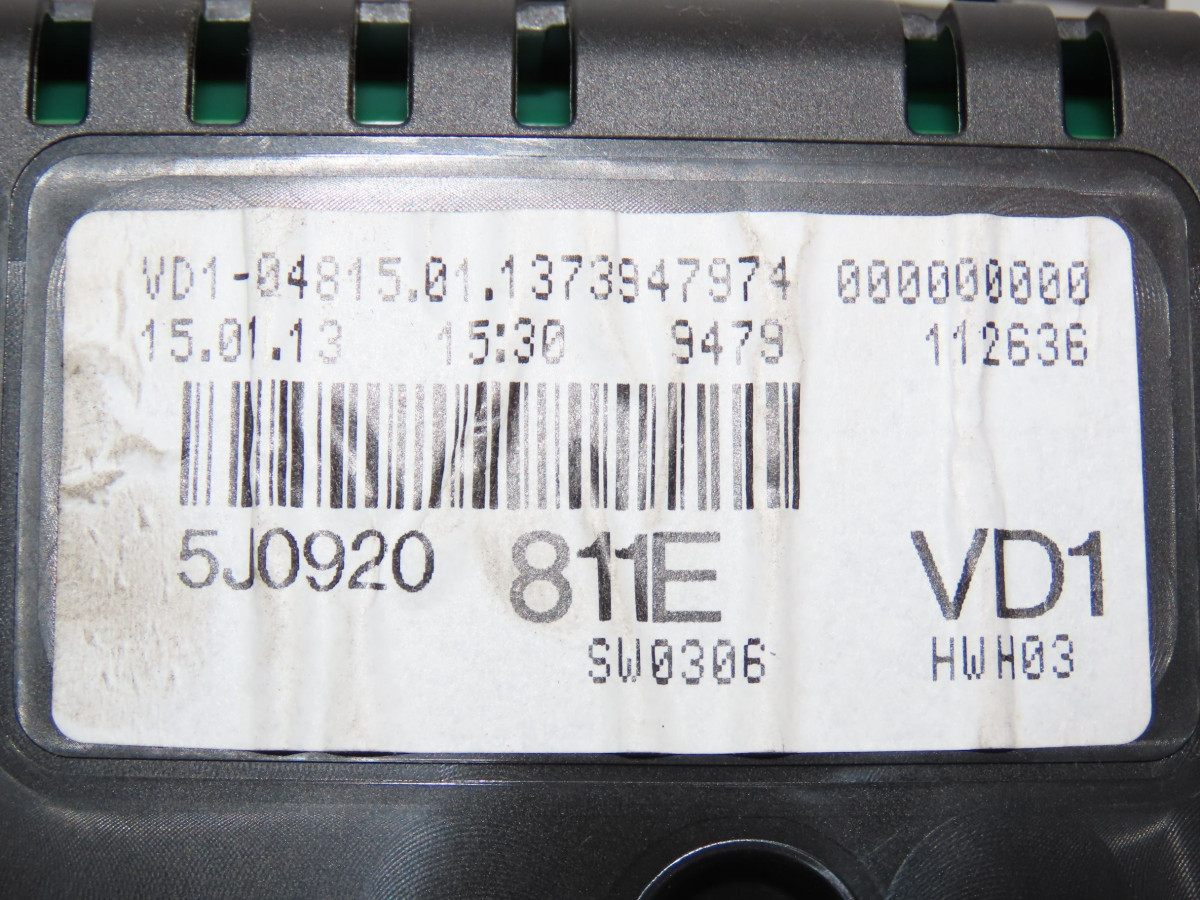 VD1-04815.01.1373947974 000000000
15.01.13 15:30 9479 112636
5J0920 811E VD1
SW0306 HWH03